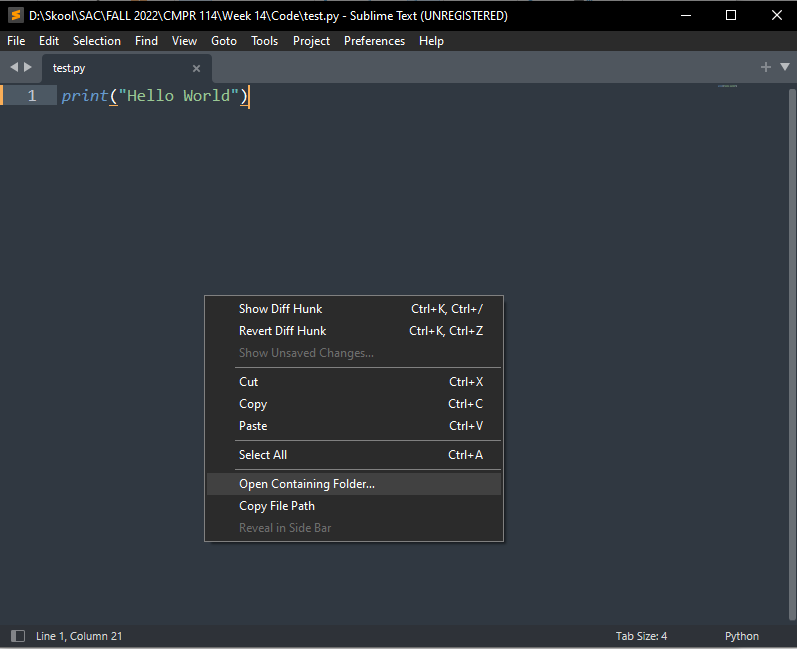 D:\Skool\SAC\FALL 2022\CMPR 114\Week 14\Code\test.py - Sublime Text (UNREGISTERED)
File Edit Selection Find View Goto Tools Project Preferences Help
test.py
1 print("Hello World")
Show Diff Hunk Ctrl+K, Ctrl+/
Revert Diff Hunk Ctrl+K, Ctrl+Z
Show Unsaved Changes...
Cut Ctrl+X
Copy Ctrl+C
Paste Ctrl+V
Select All Ctrl+A
Open Containing Folder...
Copy File Path
Reveal in Side Bar
Line 1, Column 21 Tab Size: 4 Python